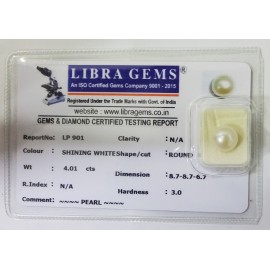 LIBRA GEMS®
An ISO Certified Gems Company 9001 - 2015
Registered Under the Trade Mark with Govt. of India
website : www.libragems.co.in
GEMS & DIAMOND CERTIFIED TESTING REPORT
ReportNo: LP 901 Clarity : N/A
Colour : SHINING WHITE Shape/cut : ROUND
Wt : 4.01 cts Dimension : 8.7-8.7-6.7
R.Index : N/A Hardness : 3.0
Comment : ~~~~ PEARL ~~~~